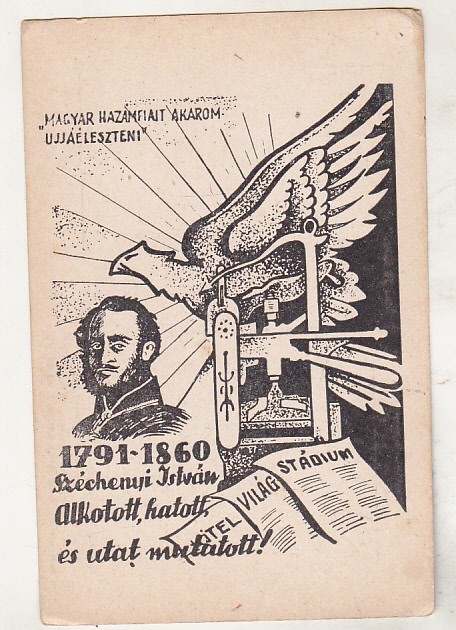 „MAGYAR HAZÁMFIAIT AKAROM
UJJÁÉLESZTENI"
1791-1860
Széchenyi István
Alkotott, hatott,
és utat mutatott!
HITEL
VILÁG
STÁDIUM